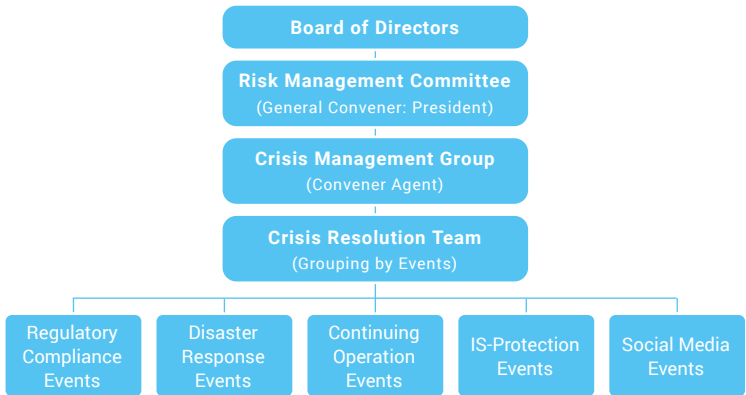 Board of Directors
Risk Management Committee
(General Convener: President)
Crisis Management Group
(Convener Agent)
Crisis Resolution Team
(Grouping by Events)
Regulatory
Compliance
Events
Disaster
Response
Events
Continuing
Operation
Events
IS-Protection
Events
Social Media
Events